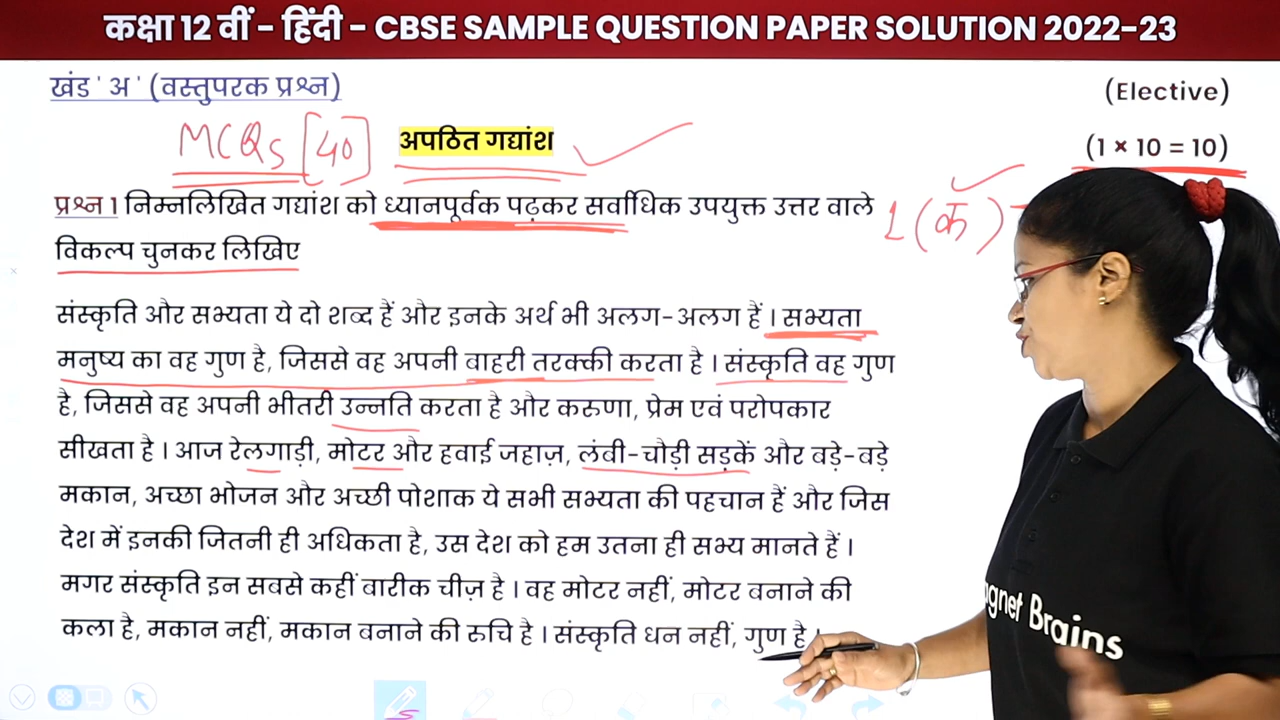 कक्षा 12 वीं - हिंदी - CBSE SAMPLE QUESTION PAPER SOLUTION 2022-23
खंड ' अ ' (वस्तुपरक प्रश्न)
(Elective)
MCQs [40]
अपठित गद्यांश
(1 × 10 = 10)
प्रश्न 1 निम्नलिखित गद्यांश को ध्यानपूर्वक पढ़कर सर्वाधिक उपयुक्त उत्तर वाले
1 (क)
विकल्प चुनकर लिखिए
संस्कृति और सभ्यता ये दो शब्द हैं और इनके अर्थ भी अलग-अलग हैं । सभ्यता
मनुष्य का वह गुण है, जिससे वह अपनी बाहरी तरक्की करता है । संस्कृति वह गुण
है, जिससे वह अपनी भीतरी उन्नति करता है और करुणा, प्रेम एवं परोपकार
सीखता है । आज रेलगाड़ी, मोटर और हवाई जहाज़, लंबी-चौड़ी सड़कें और बड़े-बड़े
मकान, अच्छा भोजन और अच्छी पोशाक ये सभी सभ्यता की पहचान हैं और जिस
देश में इनकी जितनी ही अधिकता है, उस देश को हम उतना ही सभ्य मानते हैं ।
मगर संस्कृति इन सबसे कहीं बारीक चीज़ है । वह मोटर नहीं, मोटर बनाने की
कला है, मकान नहीं, मकान बनाने की रुचि है । संस्कृति धन नहीं, गुण है ।
gnet Brains